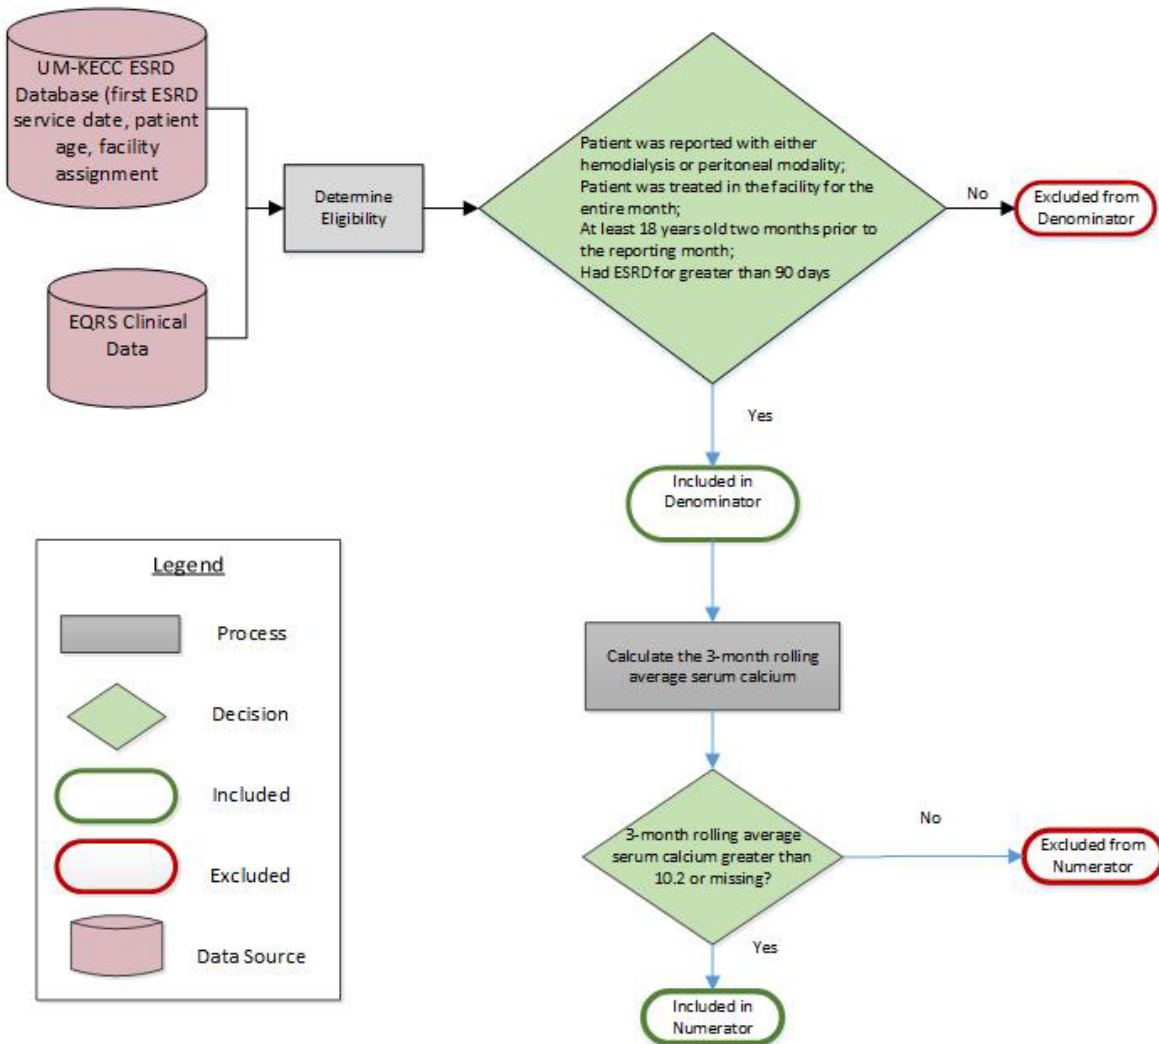 UM-KECC ESRD
Database (first ESRD
service date, patient
age, facility
assignment
EQRS Clinical
Data
Determine
Eligibility
Patient was reported with either
hemodialysis or peritoneal modality;
Patient was treated in the facility for the
entire month;
At least 18 years old two months prior to
the reporting month;
Had ESRD for greater than 90 days
No
Excluded from
Denominator
Yes
Included in
Denominator
Calculate the 3-month rolling
average serum calcium
3-month rolling average
serum calcium greater than
10.2 or missing?
No
Excluded from
Numerator
Yes
Included in
Numerator
Legend
Process
Decision
Included
Excluded
Data Source